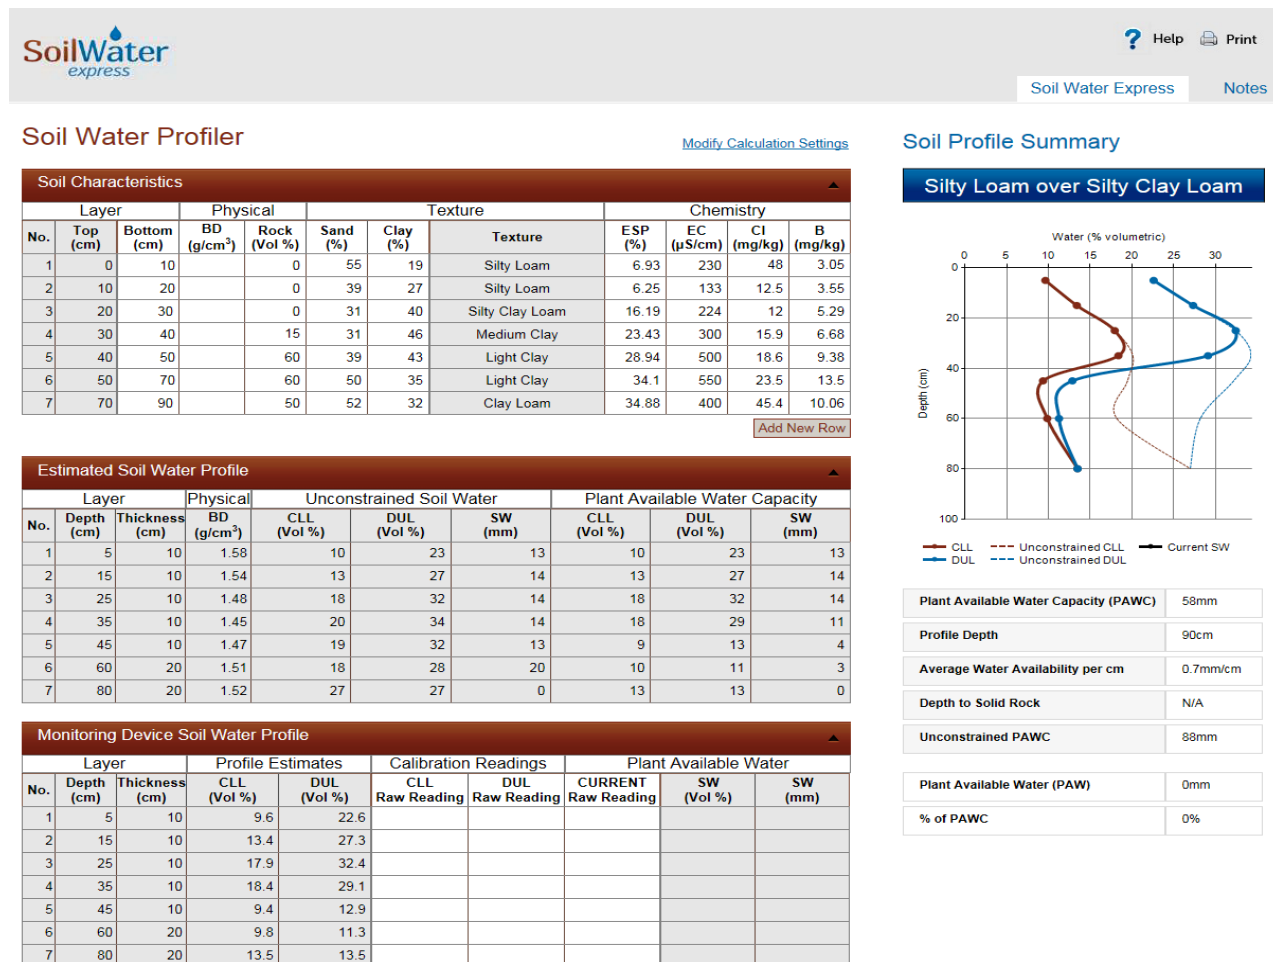 SoilWater
express
Help Print
Soil Water Express Notes
Soil Water Profiler
Modify Calculation Settings
Soil Characteristics
Layer Physical Texture Chemistry
No. Top (cm) Bottom (cm) BD (g/cm³) Rock (Vol %) Sand (%) Clay (%) Texture ESP (%) EC (µS/cm) Cl (mg/kg) B (mg/kg)
1 0 10 0 55 19 Silty Loam 6.93 230 48 3.05
2 10 20 0 39 27 Silty Loam 6.25 133 12.5 3.55
3 20 30 0 31 40 Silty Clay Loam 16.19 224 12 5.29
4 30 40 15 31 46 Medium Clay 23.43 300 15.9 6.68
5 40 50 60 39 43 Light Clay 28.94 500 18.6 9.38
6 50 70 60 50 35 Light Clay 34.1 550 23.5 13.5
7 70 90 50 52 32 Clay Loam 34.88 400 45.4 10.06
Add New Row
Estimated Soil Water Profile
Layer Physical Unconstrained Soil Water Plant Available Water Capacity
No. Depth (cm) Thickness (cm) BD (g/cm³) CLL (Vol %) DUL (Vol %) SW (mm) CLL (Vol %) DUL (Vol %) SW (mm)
1 5 10 1.58 10 23 13 10 23 13
2 15 10 1.54 13 27 14 13 27 14
3 25 10 1.48 18 32 14 18 32 14
4 35 10 1.45 20 34 14 18 29 11
5 45 10 1.47 19 32 13 9 13 4
6 60 20 1.51 18 28 20 10 11 3
7 80 20 1.52 27 27 0 13 13 0
Monitoring Device Soil Water Profile
Layer Profile Estimates Calibration Readings Plant Available Water
No. Depth (cm) Thickness (cm) CLL (Vol %) DUL (Vol %) CLL Raw Reading DUL Raw Reading CURRENT Raw Reading SW (Vol %) SW (mm)
1 5 10 9.6 22.6
2 15 10 13.4 27.3
3 25 10 17.9 32.4
4 35 10 18.4 29.1
5 45 10 9.4 12.9
6 60 20 9.8 11.3
7 80 20 13.5 13.5
Soil Profile Summary
Silty Loam over Silty Clay Loam
Water (% volumetric)
0 5 10 15 20 25 30
0
20
40
60
80
100
Depth (cm)
CLL Unconstrained CLL Current SW
DUL Unconstrained DUL
Plant Available Water Capacity (PAWC) 58mm
Profile Depth 90cm
Average Water Availability per cm 0.7mm/cm
Depth to Solid Rock N/A
Unconstrained PAWC 88mm
Plant Available Water (PAW) 0mm
% of PAWC 0%